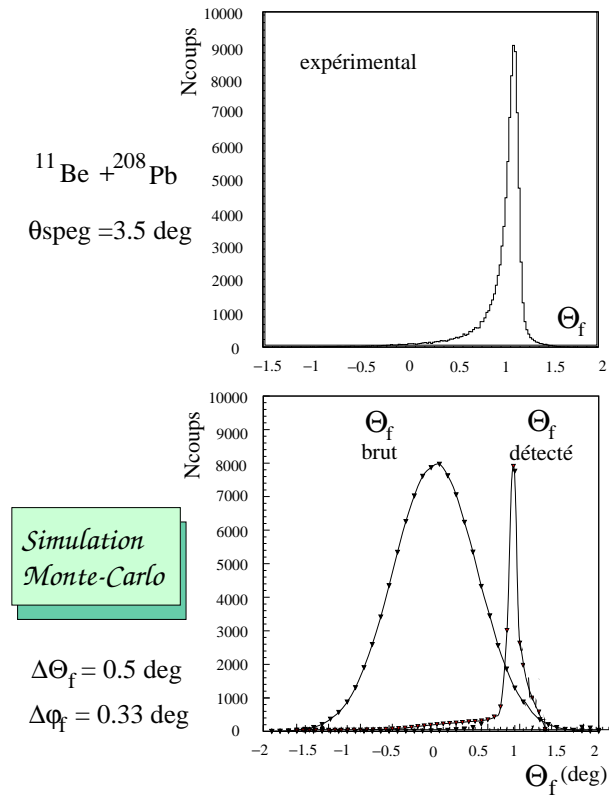 10000
9000
8000
7000
6000
5000
4000
3000
2000
1000
0
Ncoups
expérimental
Θf
−1.5 −1 −1 0 0.5 1 1.5 2
11Be + 208Pb
θspeg = 3.5 deg
10000
9000
8000
7000
6000
5000
4000
3000
2000
1000
0
Ncoups
Θf
brut
Θf
détecté
−2 −1.5 −1 −1.5 0 0.5 1 1.5 2
Θf (deg)
Simulation
Monte-Carlo
ΔΘf = 0.5 deg
Δφf = 0.33 deg